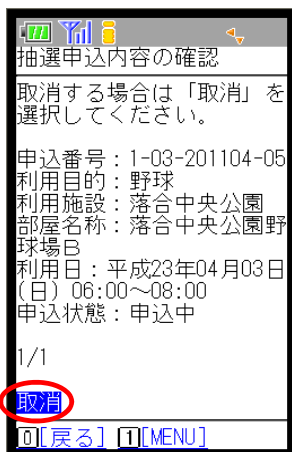 抽選申込内容の確認
取消する場合は「取消」を
選択してください。
申込番号：1-03-201104-05
利用目的：野球
利用施設：落合中央公園
部屋名称：落合中央公園野
球場B
利用日：平成23年04月03日
(日) 06:00～08:00
申込状態：申込中
1/1
取消
0[戻る] 1[MENU]